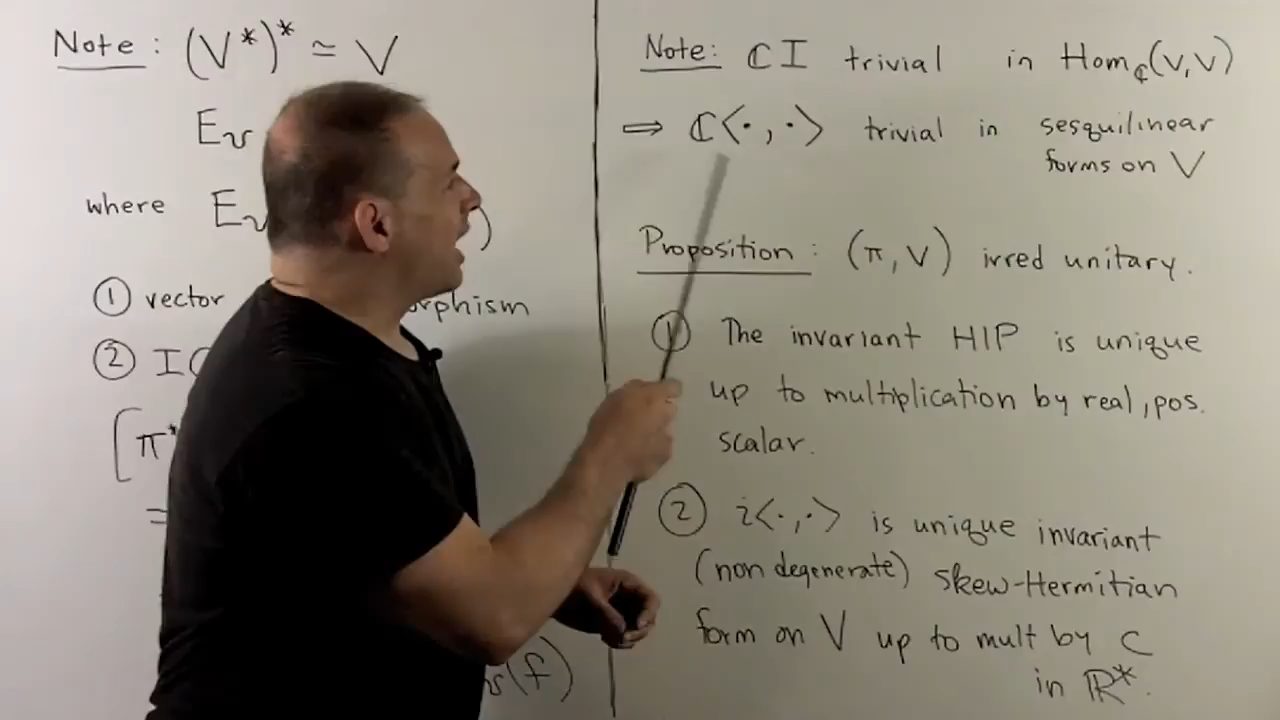 Note: (V*)* ≃ V
E_v
where E_v )
① vector orphism
② I(
[π*
=
(f)
Note: ℂI trivial in Hom_ℂ(V,V)
⇒ ℂ<·,·> trivial in sesquilinear
forms on V
Proposition: (π,V) irred unitary.
① The invariant HIP is unique
up to multiplication by real, pos.
scalar.
② i<·,·> is unique invariant
(non degenerate) skew-Hermitian
form on V up to mult by c
in ℝ*.